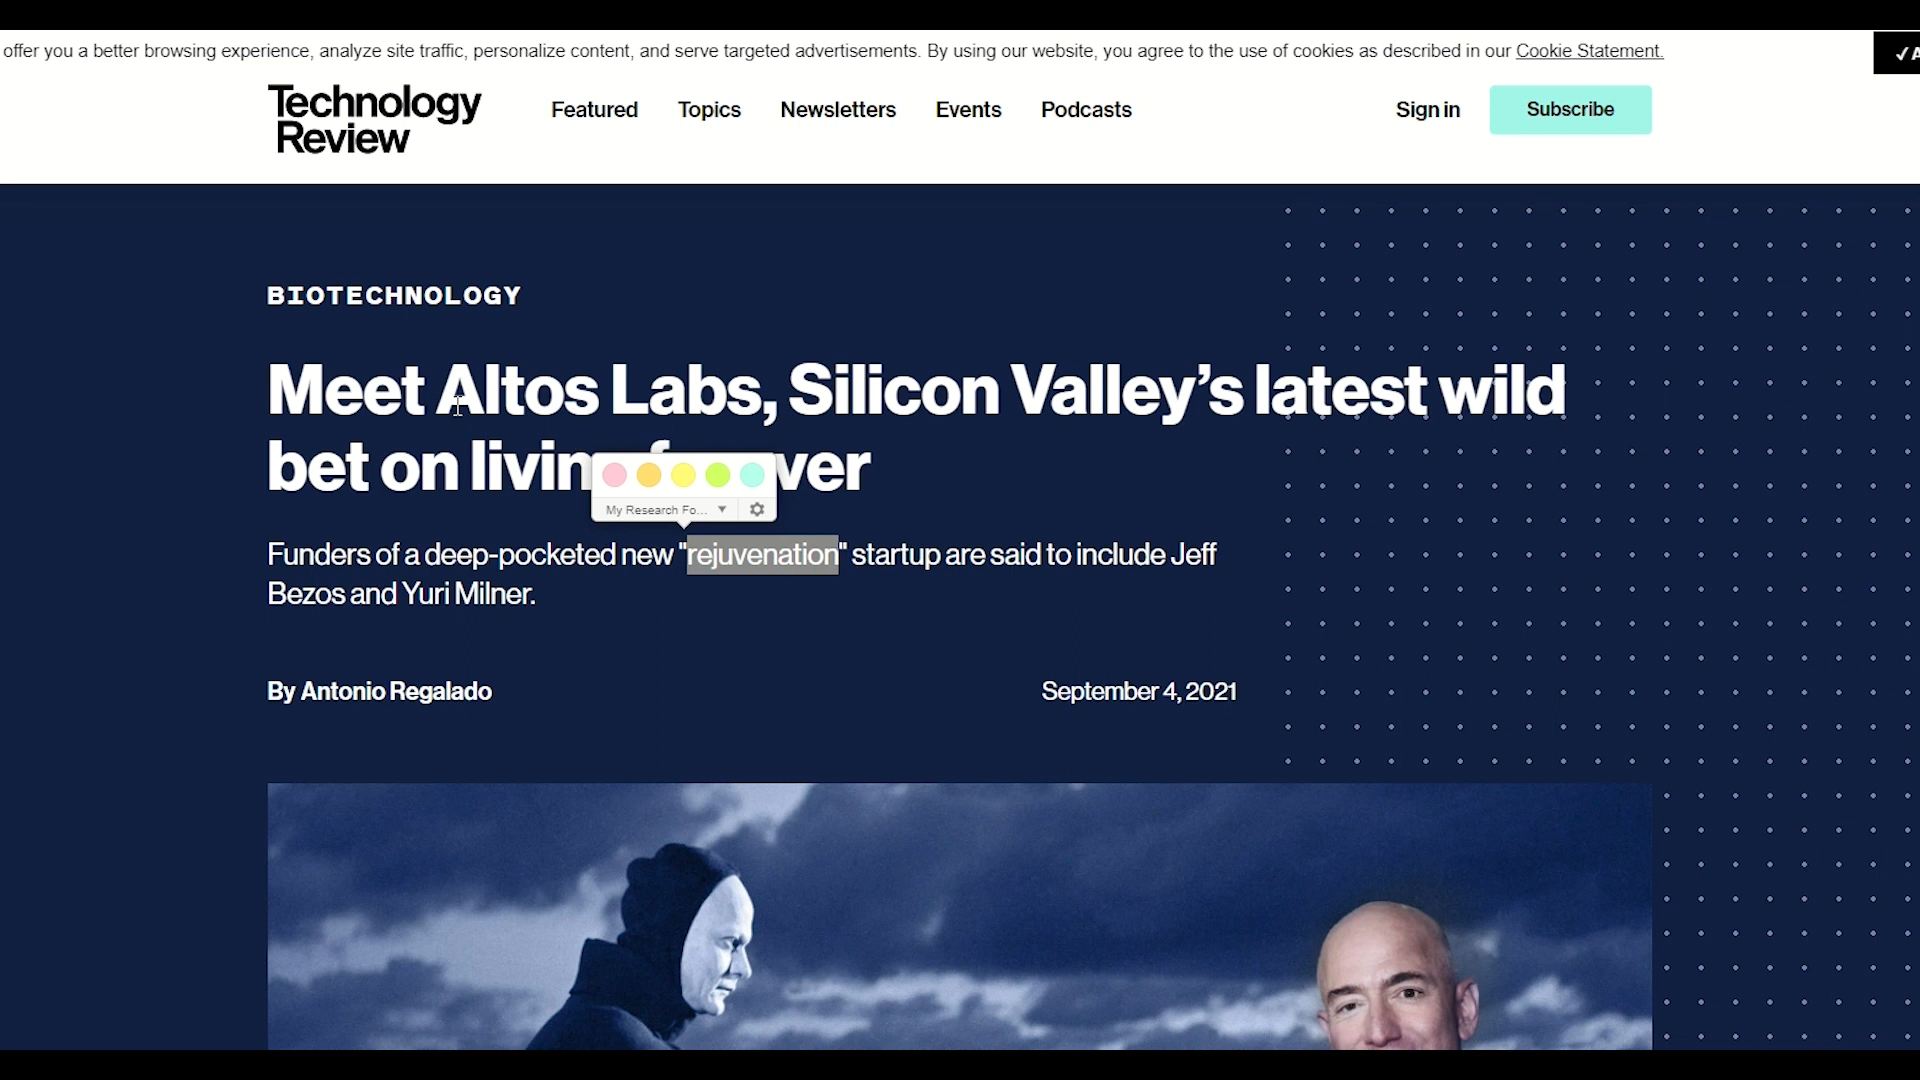 offer you a better browsing experience, analyze site traffic, personalize content, and serve targeted advertisements. By using our website, you agree to the use of cookies as described in our Cookie Statement.
✓ A
Technology
Review
Featured Topics Newsletters Events Podcasts Sign in Subscribe
BIOTECHNOLOGY
Meet Altos Labs, Silicon Valley’s latest wild
bet on livin ver
My Research Fo... ▼
Funders of a deep-pocketed new "rejuvenation" startup are said to include Jeff
Bezos and Yuri Milner.
By Antonio Regalado
September 4, 2021